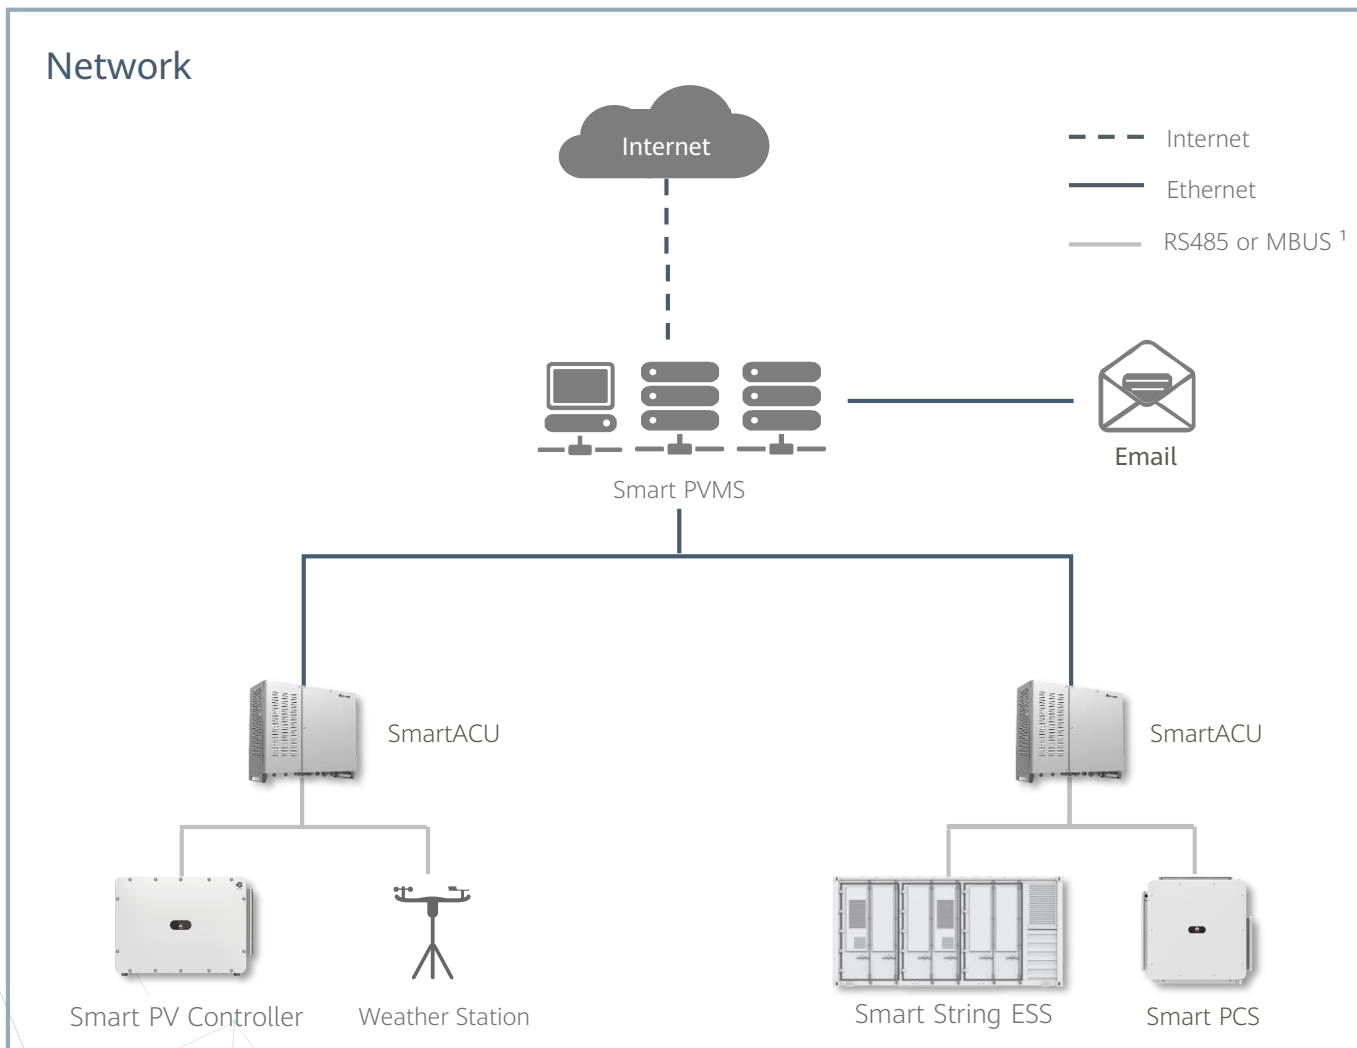 Network
Internet
Internet
Ethernet
RS485 or MBUS ¹
Email
Smart PVMS
SmartACU
SmartACU
Smart PV Controller
Weather Station
Smart String ESS
Smart PCS